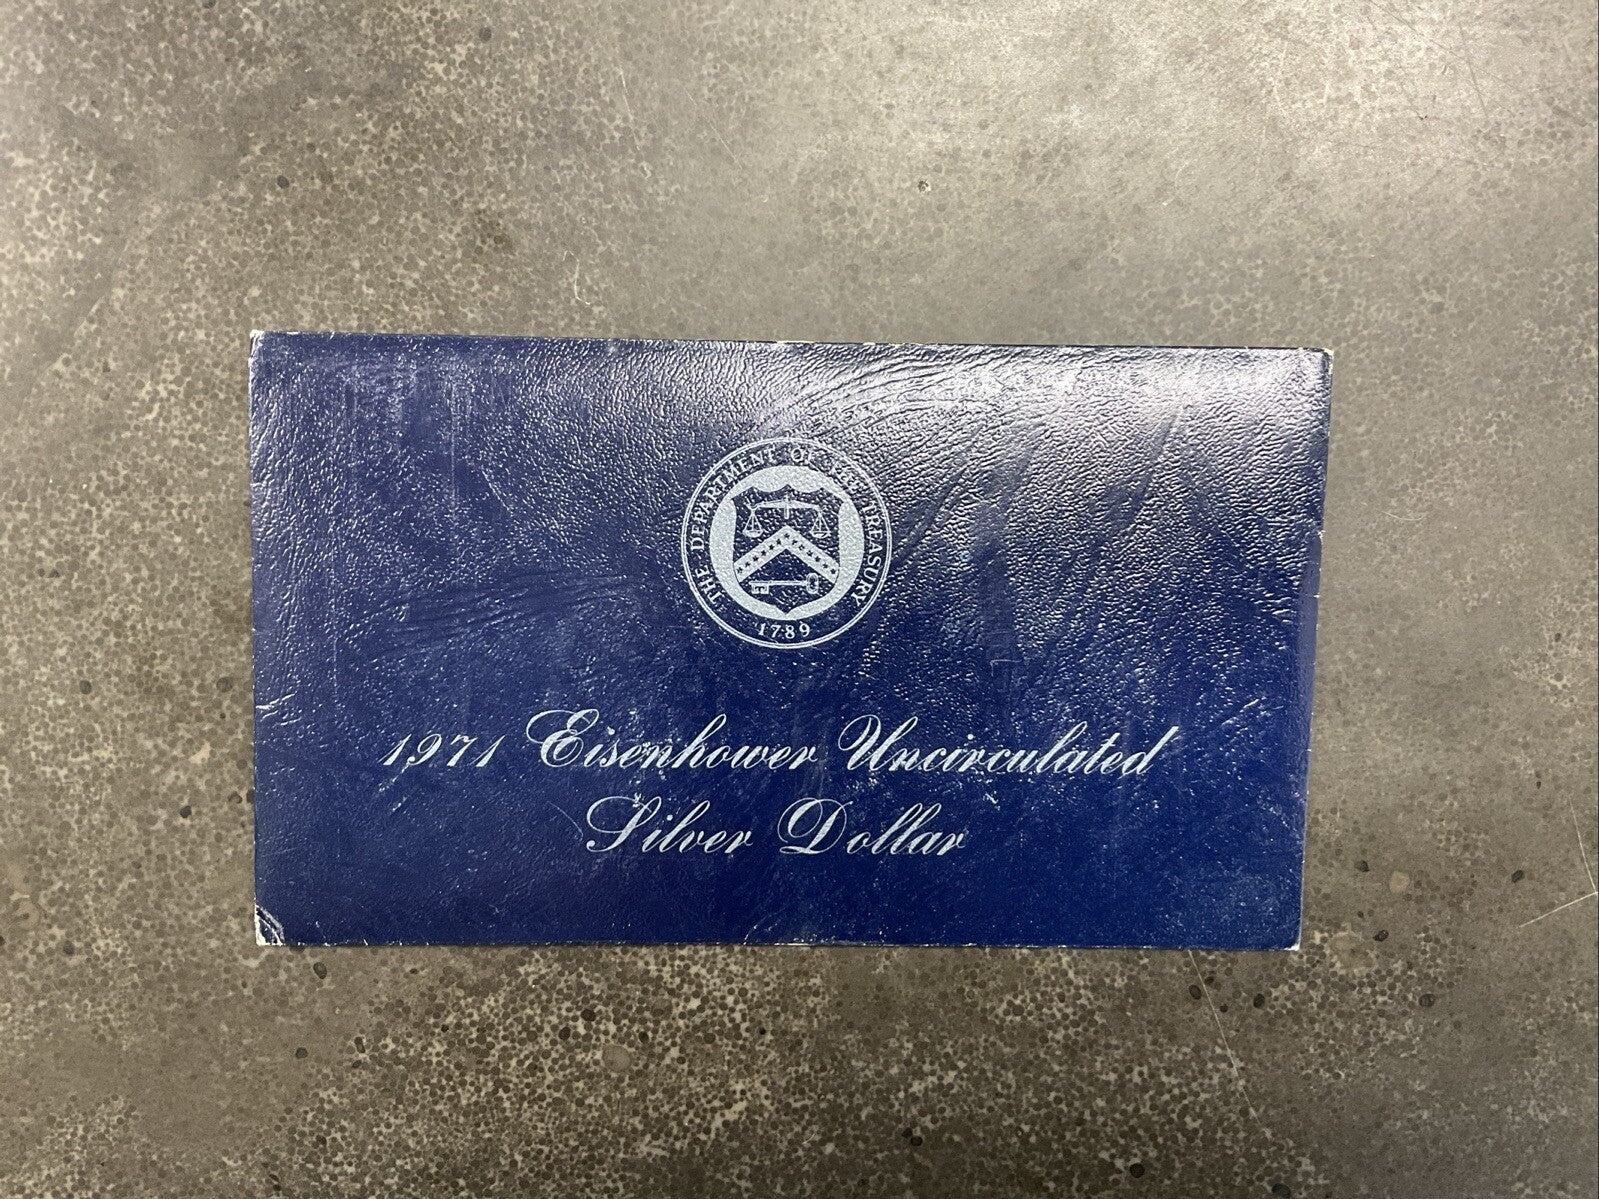 THE DEPARTMENT OF THE TREASURY
1789
1971 Eisenhower Uncirculated
Silver Dollar